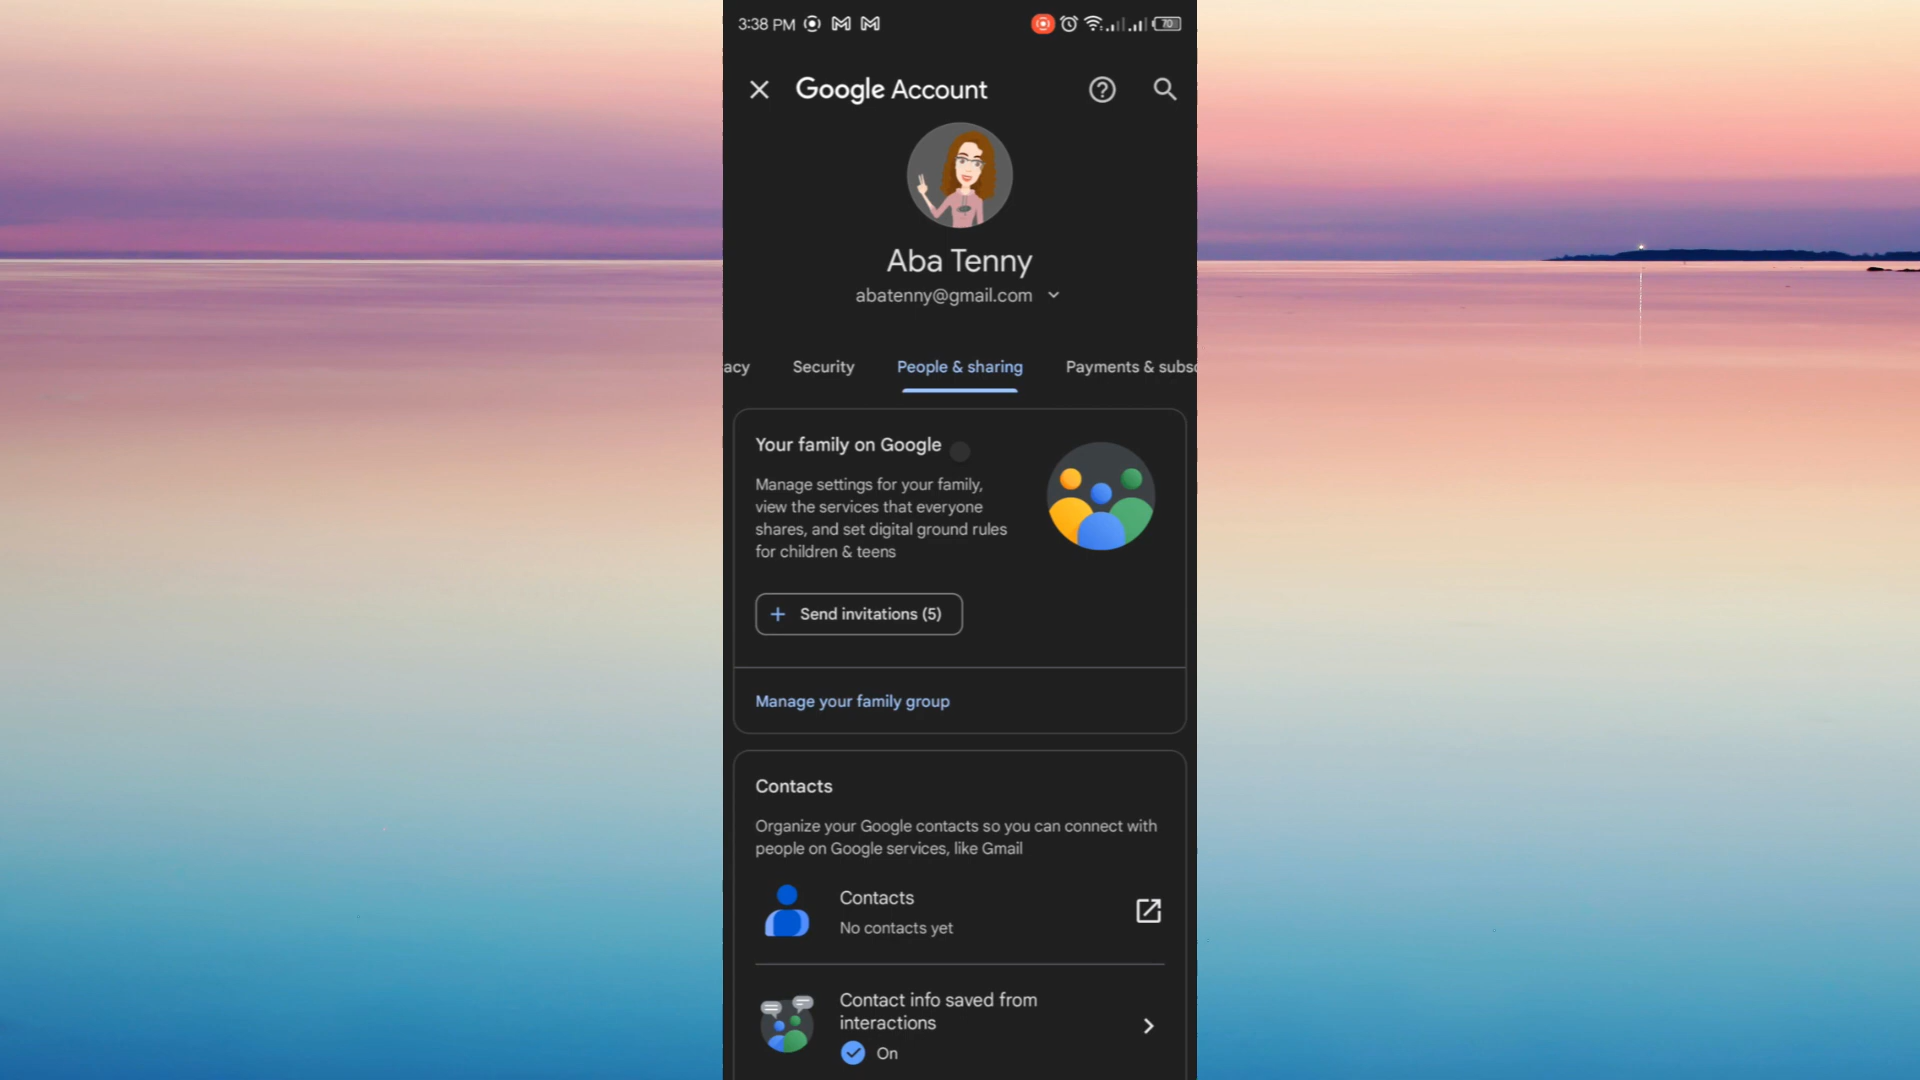 3:38 PM
70
Google Account
Aba Tenny
abatenny@gmail.com
acy Security People & sharing Payments & subsc
Your family on Google
Manage settings for your family,
view the services that everyone
shares, and set digital ground rules
for children & teens
+ Send invitations (5)
Manage your family group
Contacts
Organize your Google contacts so you can connect with
people on Google services, like Gmail
Contacts
No contacts yet
Contact info saved from
interactions
On